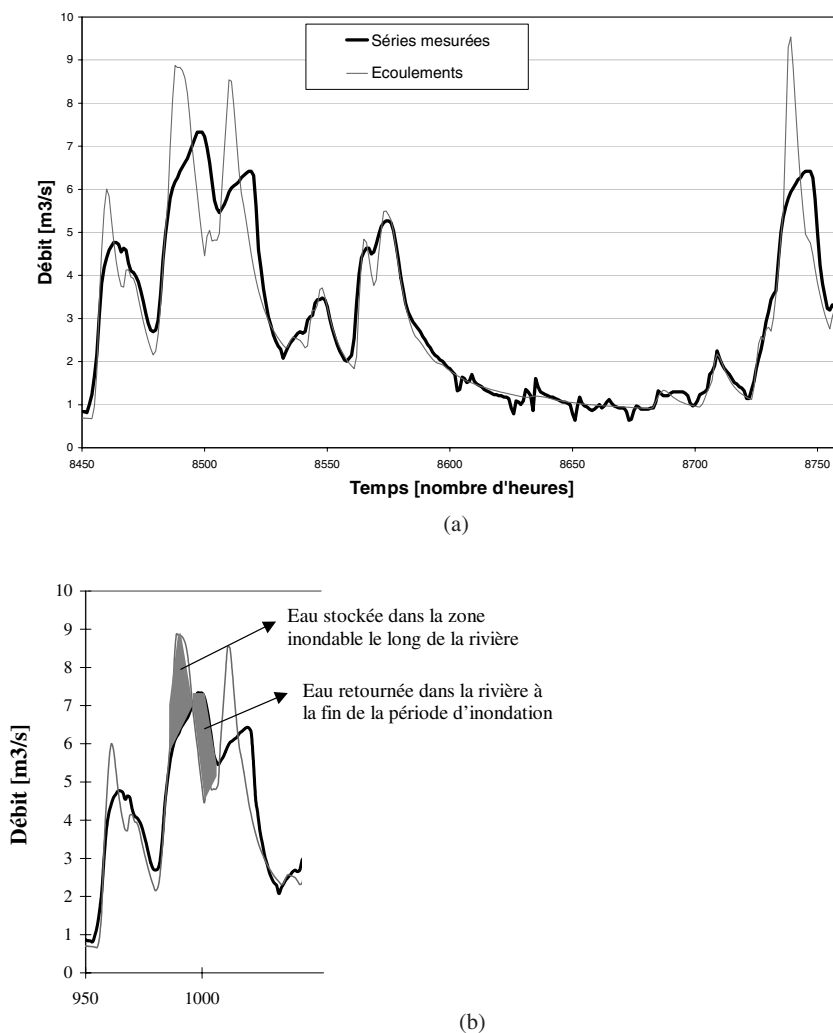 10
9
8
7
6
5
4
3
2
1
0
Débit [m3/s]
Séries mesurées
Ecoulements
8450 8500 8550 8600 8650 8700 8750
Temps [nombre d'heures]
(a)
10
9
8
7
6
5
4
3
2
1
0
Débit [m3/s]
Eau stockée dans la zone
inondable le long de la rivière
Eau retournée dans la rivière à
la fin de la période d’inondation
950 1000
(b)